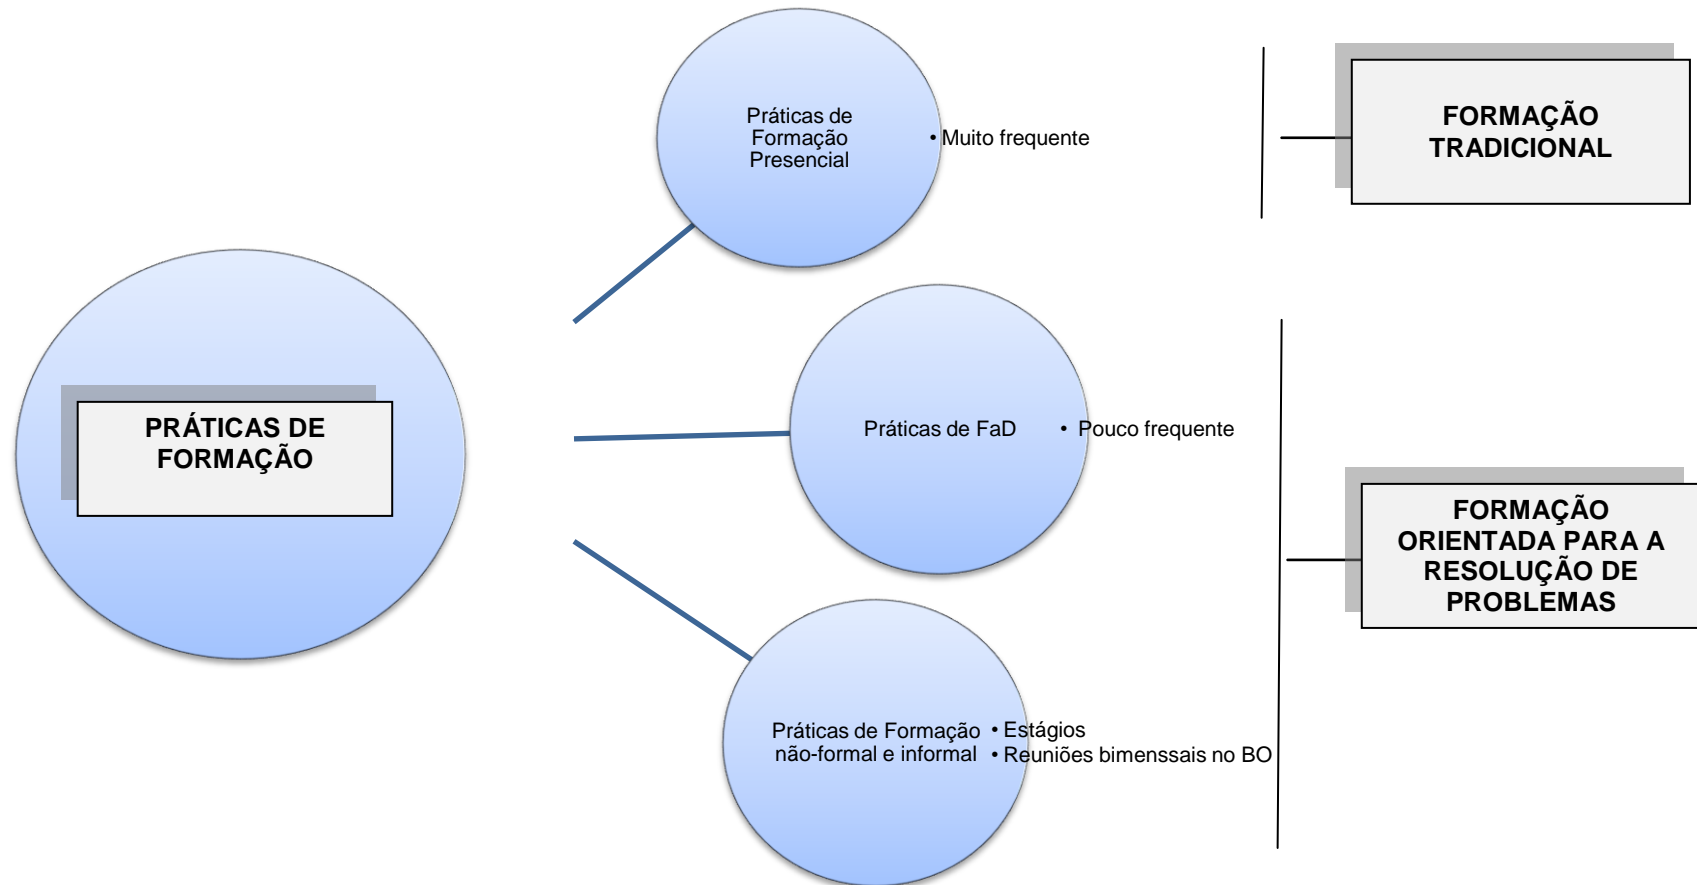 Práticas de
Formação
Presencial
• Muito frequente
FORMAÇÃO
TRADICIONAL
PRÁTICAS DE
FORMAÇÃO
Práticas de FaD
• Pouco frequente
FORMAÇÃO
ORIENTADA PARA A
RESOLUÇÃO DE
PROBLEMAS
Práticas de Formação
não-formal e informal
• Estágios
• Reuniões bimenssais no BO